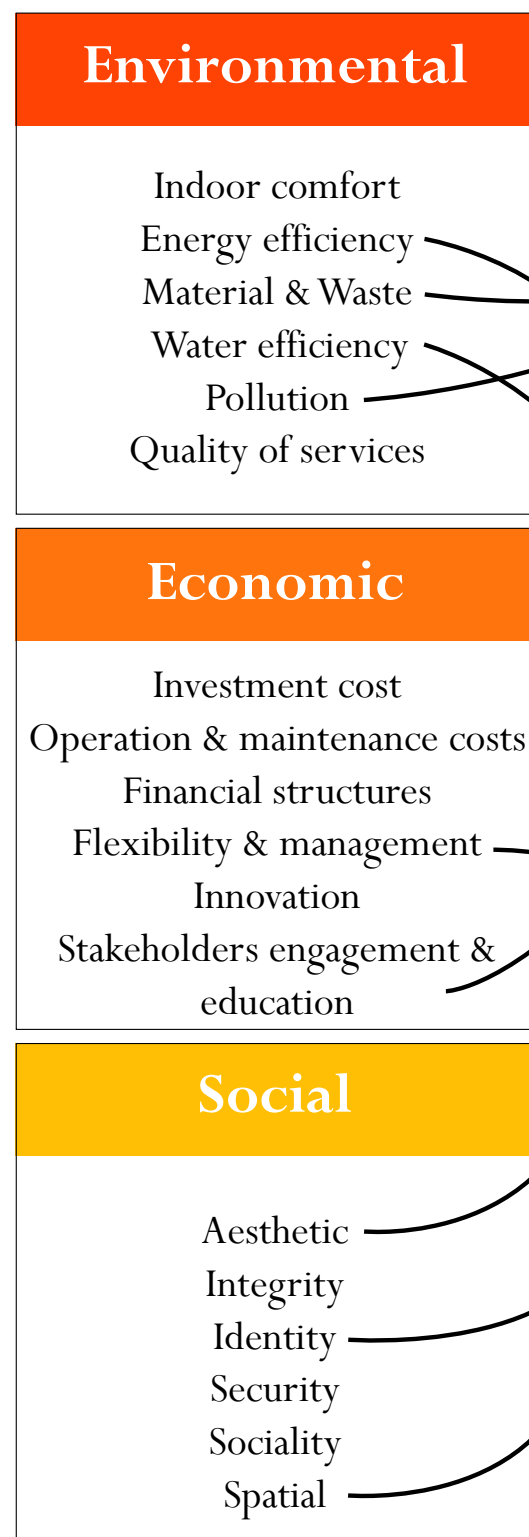 Environmental
Indoor comfort
Energy efficiency
Material & Waste
Water efficiency
Pollution
Quality of services
Economic
Investment cost
Operation & maintenance costs
Financial structures
Flexibility & management
Innovation
Stakeholders engagement &
education
Social
Aesthetic
Integrity
Identity
Security
Sociality
Spatial